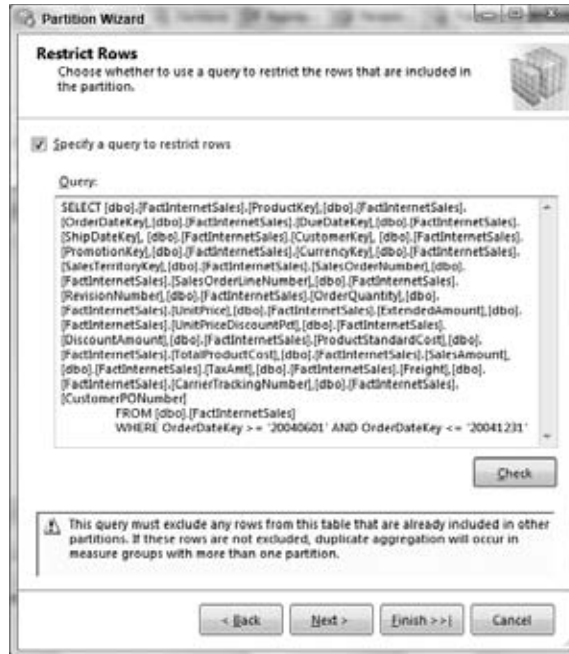 Partition Wizard
Restrict Rows
Choose whether to use a query to restrict the rows that are included in
the partition.
Specify a query to restrict rows
Query:
SELECT [dbo].[FactInternetSales].[ProductKey],[dbo].[FactInternetSales].
[OrderDateKey],[dbo].[FactInternetSales].[DueDateKey],[dbo].[FactInternetSales].
[ShipDateKey], [dbo].[FactInternetSales].[CustomerKey],[dbo].[FactInternetSales].
[PromotionKey],[dbo].[FactInternetSales].[CurrencyKey],[dbo].[FactInternetSales].
[SalesTerritoryKey],[dbo].[FactInternetSales].[SalesOrderNumber],[dbo].
[FactInternetSales].[SalesOrderLineNumber],[dbo].[FactInternetSales].
[RevisionNumber],[dbo].[FactInternetSales].[OrderQuantity],[dbo].
[FactInternetSales].[UnitPrice],[dbo].[FactInternetSales].[ExtendedAmount],[dbo].
[FactInternetSales].[UnitPriceDiscountPct],[dbo].[FactInternetSales].
[DiscountAmount],[dbo].[FactInternetSales].[ProductStandardCost],[dbo].
[FactInternetSales].[TotalProductCost],[dbo].[FactInternetSales].[SalesAmount],
[dbo].[FactInternetSales].[TaxAmt],[dbo].[FactInternetSales].[Freight],[dbo].
[FactInternetSales].[CarrierTrackingNumber],[dbo].[FactInternetSales].
[CustomerPONumber]
FROM [dbo].[FactInternetSales]
WHERE OrderDateKey >= '20040601' AND OrderDateKey <= '20041231'
Check
This query must exclude any rows from this table that are already included in other
partitions. If these rows are not excluded, duplicate aggregation will occur in
measure groups with more than one partition.
< Back Next > Finish >>| Cancel